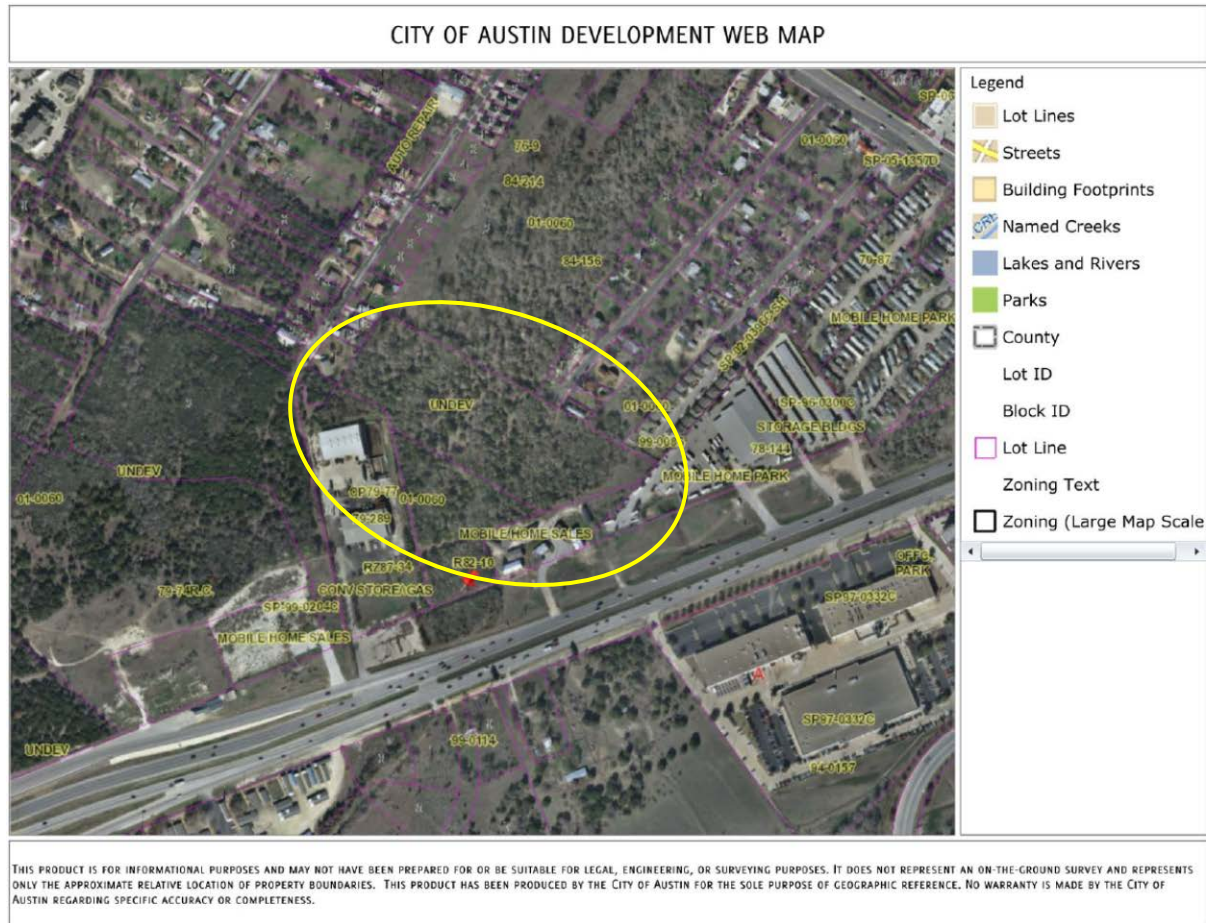 CITY OF AUSTIN DEVELOPMENT WEB MAP
Legend
Lot Lines
Streets
Building Footprints
CRE
Named Creeks
Lakes and Rivers
Parks
County
Lot ID
Block ID
Lot Line
Zoning Text
Zoning (Large Map Scale
AUTO REPAIR
75-9
84-214
01-0060
84-156
01-0060
SP-05-1357D
70-87
MOBILE HOME PARK
SP-96-0300C
STORAGE BLDGS
78-144
MOBILE HOME PARK
UNDEV
UNDEV
01-0060
01-0060
MOBILE HOME SALES
R82-10
R787-34
CONV STORE\GAS
79-74R.C.
SP-99-0204C
MOBILE HOME SALES
OFFC
PARK
SP97-0332C
A
SP97-0332C
94-0157
99-0114
UNDEV
THIS PRODUCT IS FOR INFORMATIONAL PURPOSES AND MAY NOT HAVE BEEN PREPARED FOR OR BE SUITABLE FOR LEGAL, ENGINEERING, OR SURVEYING PURPOSES. IT DOES NOT REPRESENT AN ON-THE-GROUND SURVEY AND REPRESENTS
ONLY THE APPROXIMATE RELATIVE LOCATION OF PROPERTY BOUNDARIES. THIS PRODUCT HAS BEEN PRODUCED BY THE CITY OF AUSTIN FOR THE SOLE PURPOSE OF GEOGRAPHIC REFERENCE. NO WARRANTY IS MADE BY THE CITY OF
AUSTIN REGARDING SPECIFIC ACCURACY OR COMPLETENESS.